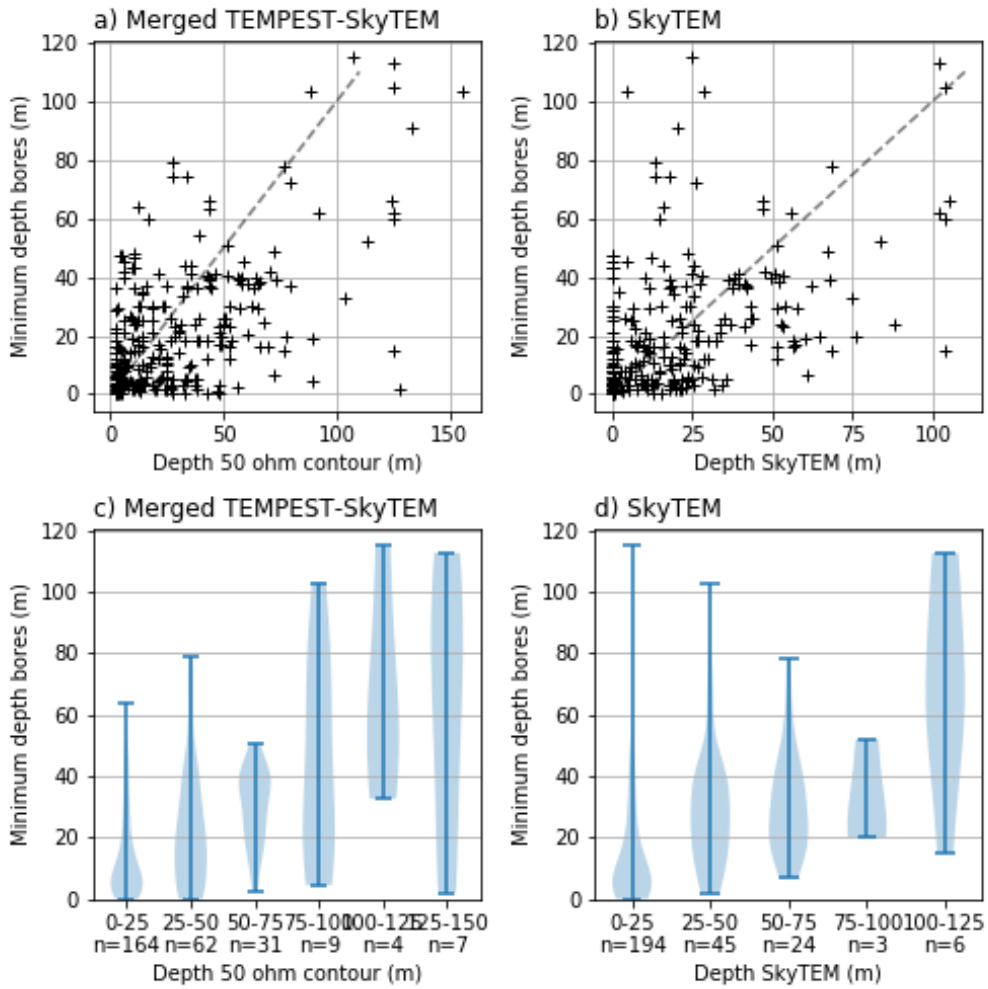 a) Merged TEMPEST-SkyTEM
120
100
80
60
40
20
0
Minimum depth bores (m)
0 50 100 150
Depth 50 ohm contour (m)
b) SkyTEM
120
100
80
60
40
20
0
Minimum depth bores (m)
0 25 50 75 100
Depth SkyTEM (m)
c) Merged TEMPEST-SkyTEM
120
100
80
60
40
20
0
Minimum depth bores (m)
0-25 25-50 50-75 75-100 100-125 125-150
n=164 n=62 n=31 n=9 n=4 n=7
Depth 50 ohm contour (m)
d) SkyTEM
120
100
80
60
40
20
0
Minimum depth bores (m)
0-25 25-50 50-75 75-100 100-125
n=194 n=45 n=24 n=3 n=6
Depth SkyTEM (m)